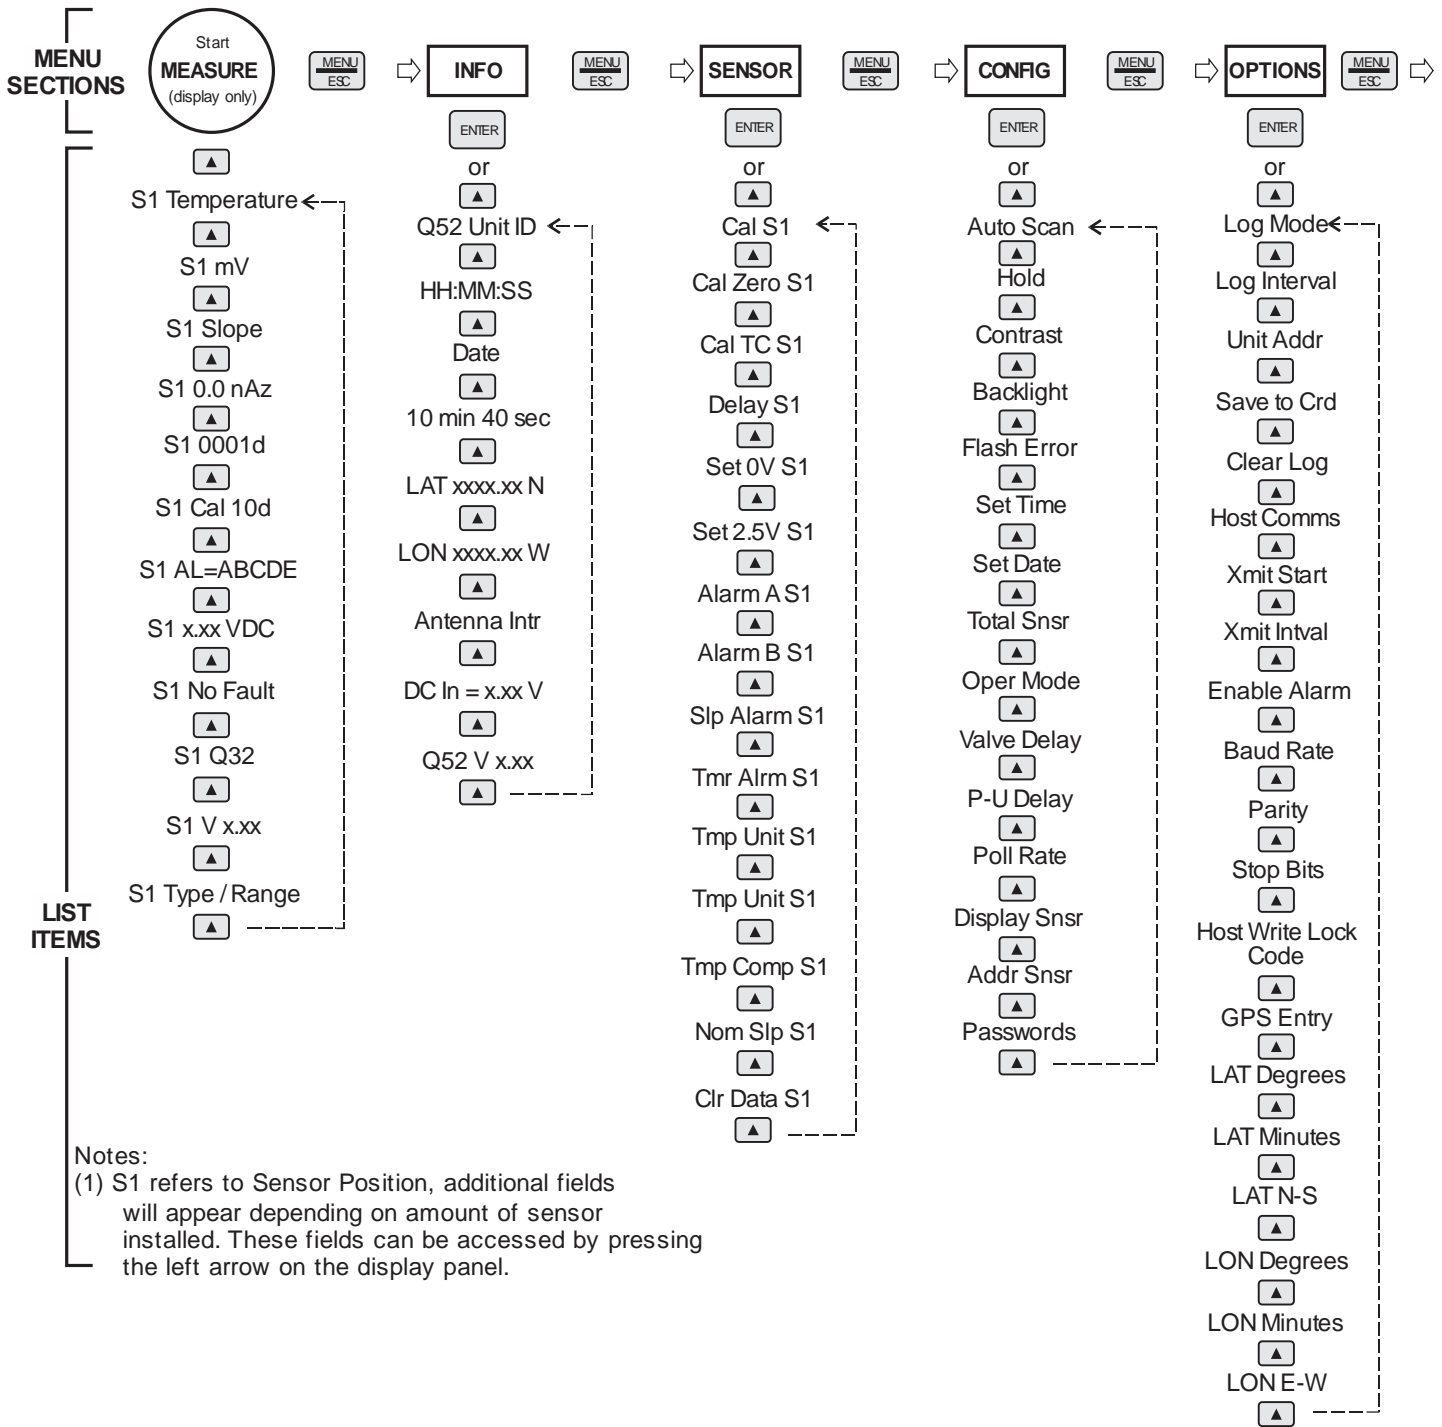 MENU
SECTIONS
Start
MEASURE
(display only)
MENU
ESC
INFO
MENU
ESC
SENSOR
MENU
ESC
CONFIG
MENU
ESC
OPTIONS
MENU
ESC
LIST
ITEMS
S1 Temperature
S1 mV
S1 Slope
S1 0.0 nAz
S1 0001d
S1 Cal 10d
S1 AL=ABCDE
S1 x.xx VDC
S1 No Fault
S1 Q32
S1 V x.xx
S1 Type / Range
ENTER
or
Q52 Unit ID
HH:MM:SS
Date
10 min 40 sec
LAT xxxx.xx N
LON xxxx.xx W
Antenna Intr
DC In = x.xx V
Q52 V x.xx
ENTER
or
Cal S1
Cal Zero S1
Cal TC S1
Delay S1
Set 0V S1
Set 2.5V S1
Alarm A S1
Alarm B S1
Slp Alarm S1
Tmr Alrm S1
Tmp Unit S1
Tmp Unit S1
Tmp Comp S1
Nom Slp S1
Clr Data S1
ENTER
or
Auto Scan
Hold
Contrast
Backlight
Flash Error
Set Time
Set Date
Total Snsr
Oper Mode
Valve Delay
P-U Delay
Poll Rate
Display Snsr
Addr Snsr
Passwords
ENTER
or
Log Mode
Log Interval
Unit Addr
Save to Crd
Clear Log
Host Comms
Xmit Start
Xmit Intval
Enable Alarm
Baud Rate
Parity
Stop Bits
Host Write Lock
Code
GPS Entry
LAT Degrees
LAT Minutes
LAT N-S
LON Degrees
LON Minutes
LON E-W
Notes:
(1) S1 refers to Sensor Position, additional fields
will appear depending on amount of sensor
installed. These fields can be accessed by pressing
the left arrow on the display panel.